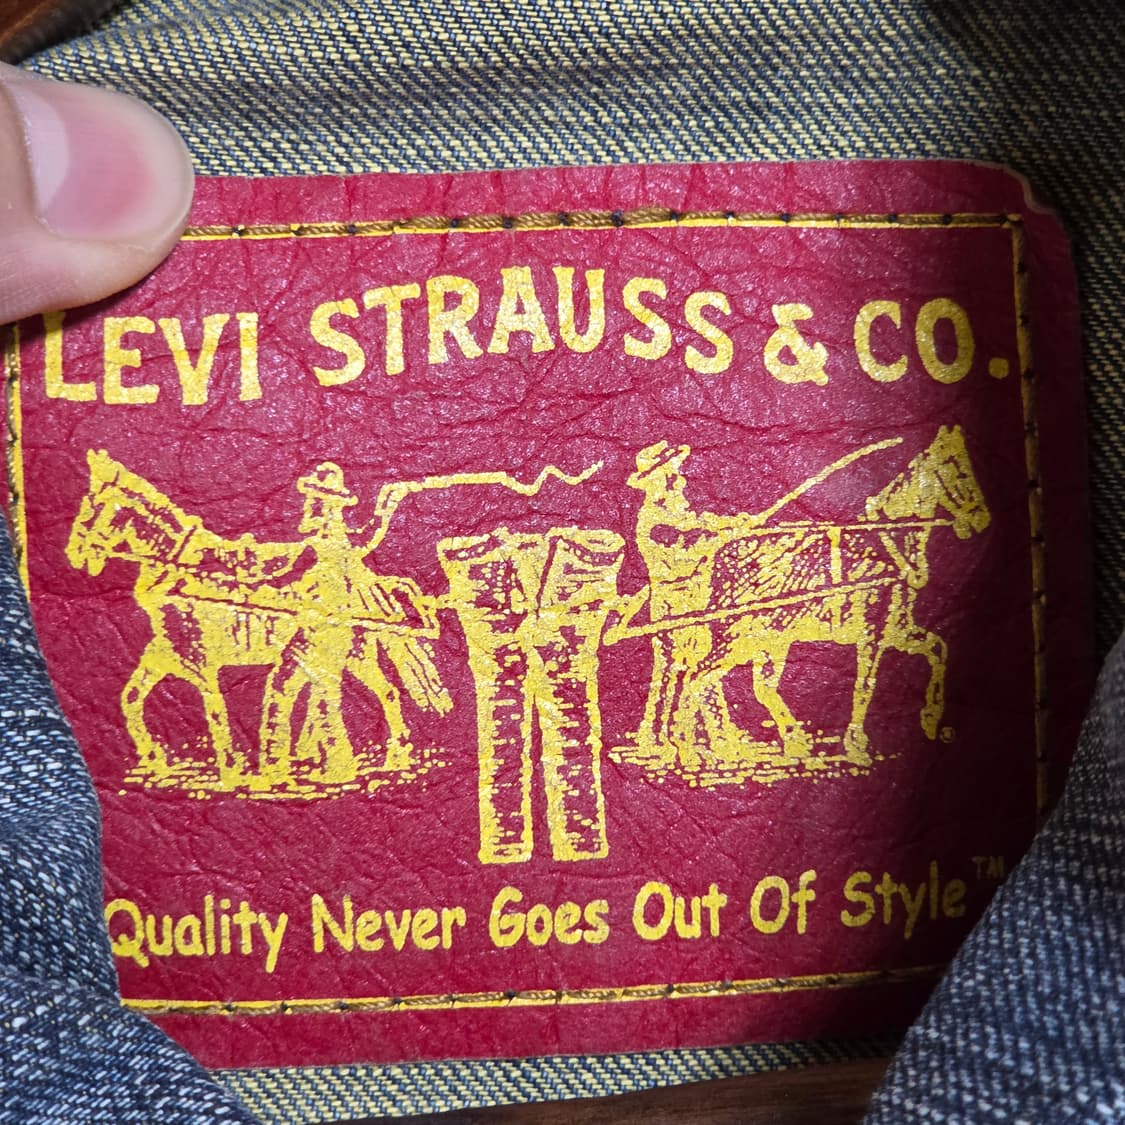 LEVI STRAUSS & CO.
®
Quality Never Goes Out Of Style™